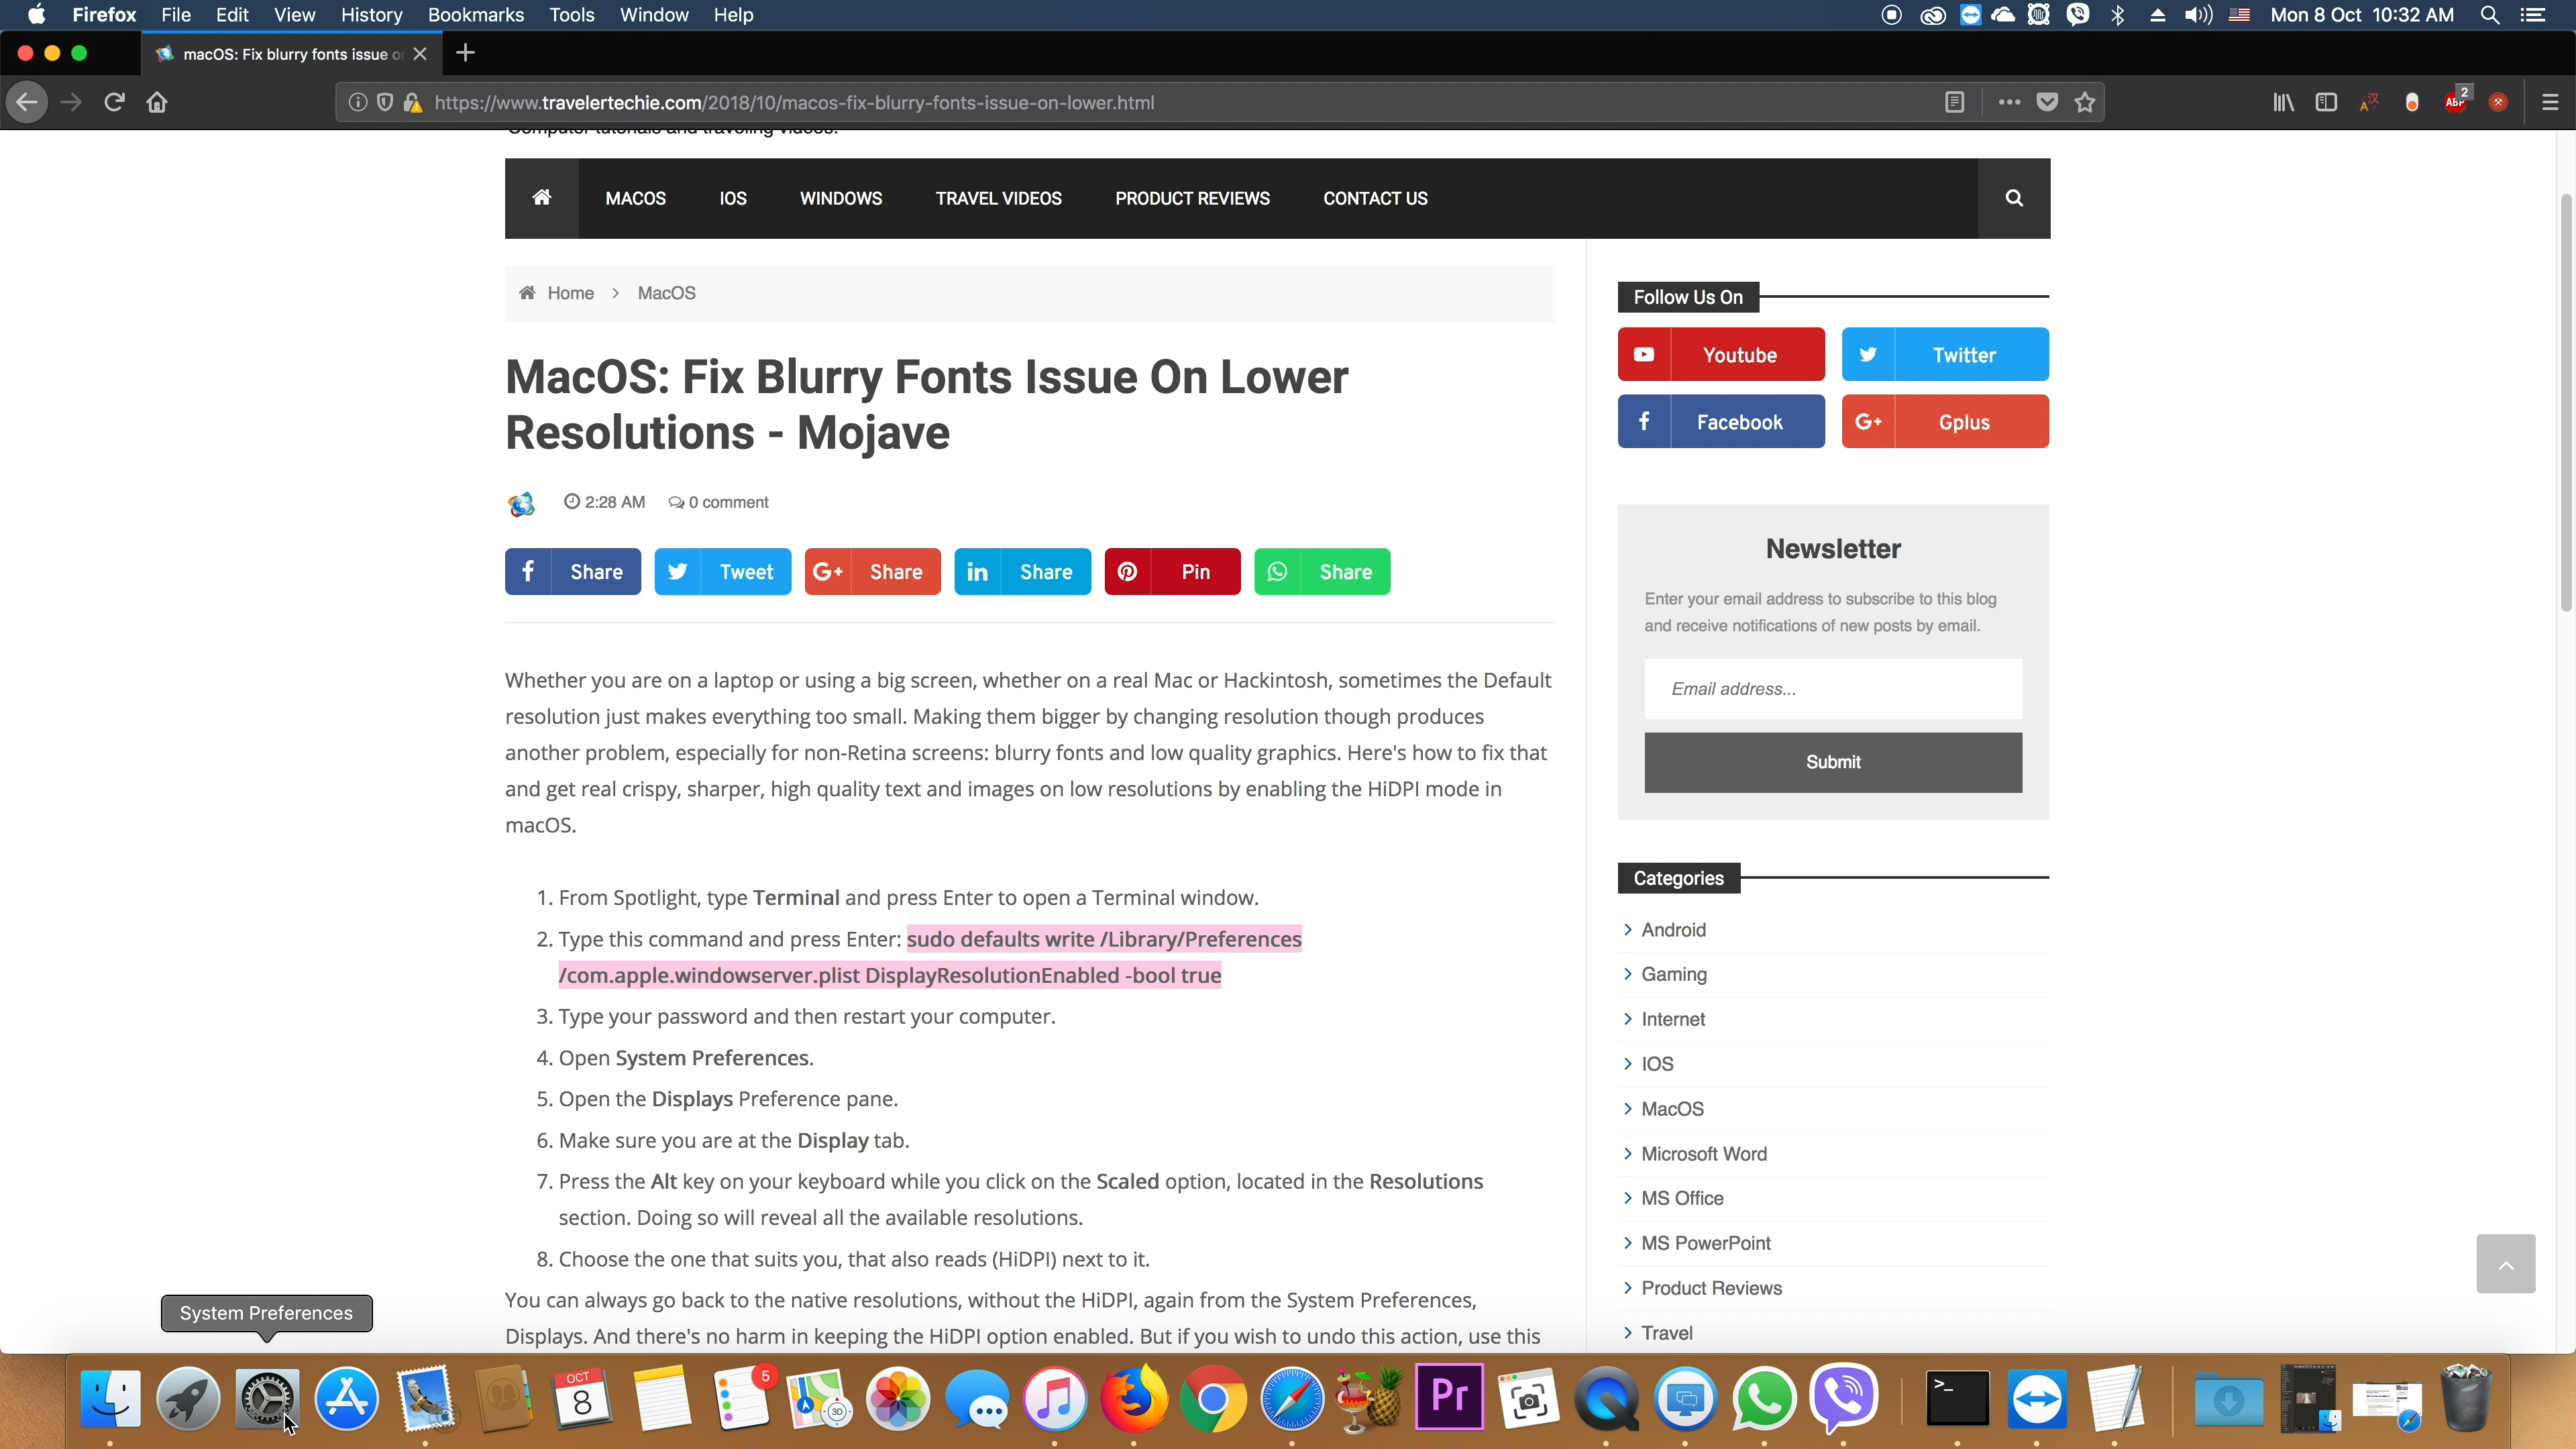 Firefox File Edit View History Bookmarks Tools Window Help Mon 8 Oct 10:32 AM
macOS: Fix blurry fonts issue or
https://www.travelertechie.com/2018/10/macos-fix-blurry-fonts-issue-on-lower.html
ABP 2
Computer tutorials and traveling videos.
MACOS IOS WINDOWS TRAVEL VIDEOS PRODUCT REVIEWS CONTACT US
Home > MacOS
MacOS: Fix Blurry Fonts Issue On Lower
Resolutions - Mojave
2:28 AM 0 comment
Share Tweet Share Share Pin Share
Whether you are on a laptop or using a big screen, whether on a real Mac or Hackintosh, sometimes the Default
resolution just makes everything too small. Making them bigger by changing resolution though produces
another problem, especially for non-Retina screens: blurry fonts and low quality graphics. Here's how to fix that
and get real crispy, sharper, high quality text and images on low resolutions by enabling the HiDPI mode in
macOS.
1. From Spotlight, type Terminal and press Enter to open a Terminal window.
2. Type this command and press Enter: sudo defaults write /Library/Preferences
/com.apple.windowserver.plist DisplayResolutionEnabled -bool true
3. Type your password and then restart your computer.
4. Open System Preferences.
5. Open the Displays Preference pane.
6. Make sure you are at the Display tab.
7. Press the Alt key on your keyboard while you click on the Scaled option, located in the Resolutions
section. Doing so will reveal all the available resolutions.
8. Choose the one that suits you, that also reads (HiDPI) next to it.
You can always go back to the native resolutions, without the HiDPI, again from the System Preferences,
Displays. And there's no harm in keeping the HiDPI option enabled. But if you wish to undo this action, use this
Follow Us On
Youtube Twitter
Facebook Gplus
Newsletter
Enter your email address to subscribe to this blog
and receive notifications of new posts by email.
Email address...
Submit
Categories
Android
Gaming
Internet
IOS
MacOS
Microsoft Word
MS Office
MS PowerPoint
Product Reviews
Travel
System Preferences
OCT
8
5
3D
Pr
>_